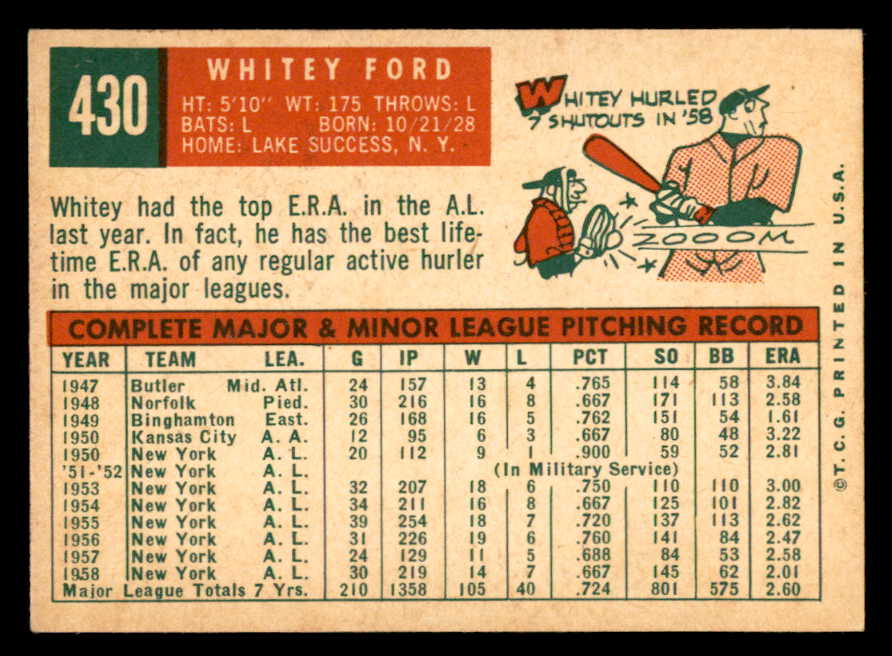 430
WHITEY FORD
HT: 5'10" WT: 175 THROWS: L
BATS: L BORN: 10/21/28
HOME: LAKE SUCCESS, N. Y.
WHITEY HURLED
7 SHUTOUTS IN '58
ZOOOM
Whitey had the top E.R.A. in the A.L.
last year. In fact, he has the best life-
time E.R.A. of any regular active hurler
in the major leagues.
COMPLETE MAJOR & MINOR LEAGUE PITCHING RECORD
YEAR TEAM LEA. G IP W L PCT SO BB ERA
1947 Butler Mid. Atl. 24 157 13 4 .765 114 58 3.84
1948 Norfolk Pied. 30 216 16 8 .667 171 113 2.58
1949 Binghamton East. 26 168 16 5 .762 151 54 1.61
1950 Kansas City A. A. 12 95 6 3 .667 80 48 3.22
1950 New York A. L. 20 112 9 1 .900 59 52 2.81
'51-'52 New York A. L. (In Military Service)
1953 New York A. L. 32 207 18 6 .750 110 110 3.00
1954 New York A. L. 34 211 16 8 .667 125 101 2.82
1955 New York A. L. 39 254 18 7 .720 137 113 2.62
1956 New York A. L. 31 226 19 6 .760 141 84 2.47
1957 New York A. L. 24 129 11 5 .688 84 53 2.58
1958 New York A. L. 30 219 14 7 .667 145 62 2.01
Major League Totals 7 Yrs. 210 1358 105 40 .724 801 575 2.60
©T. C. G. PRINTED IN U.S.A.